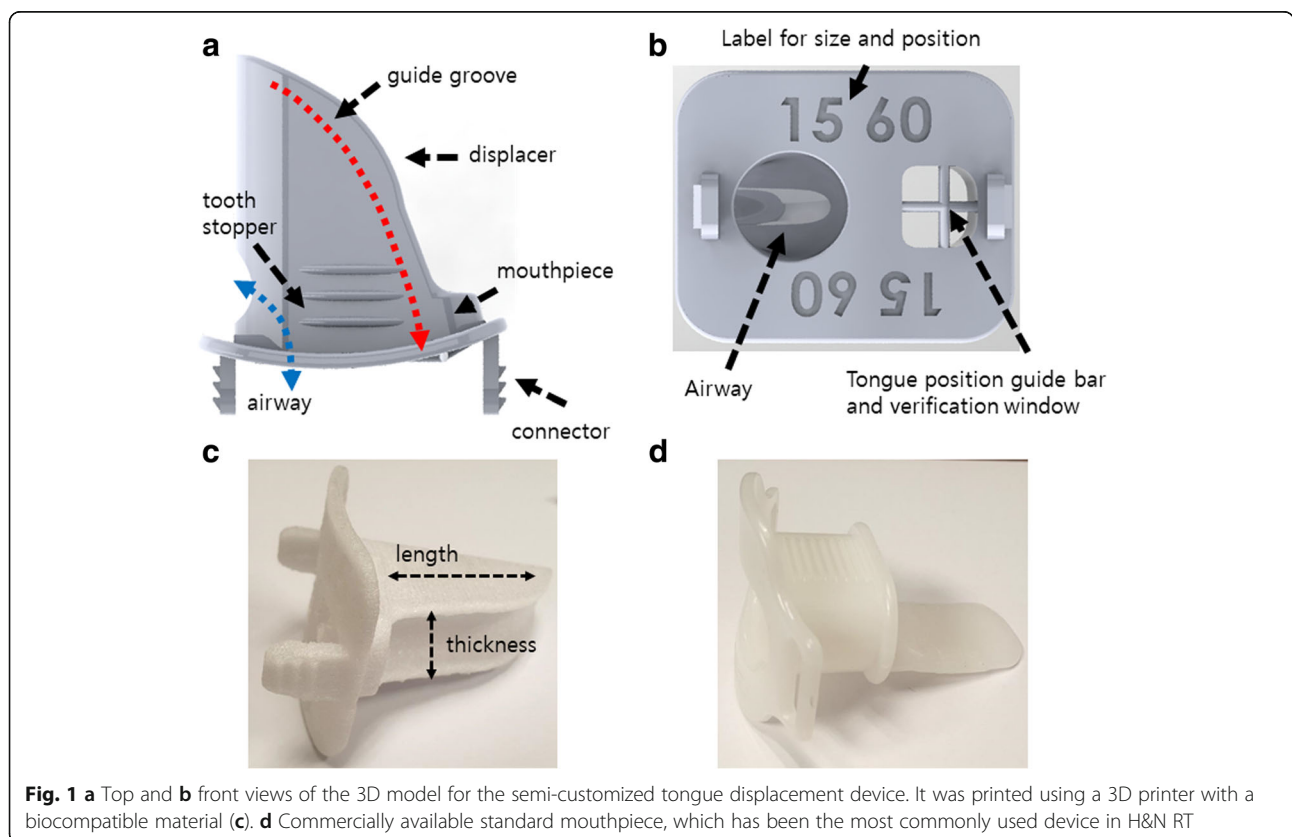 a
guide groove
displacer
tooth
stopper
mouthpiece
airway
connector
b
Label for size and position
15 60
15 60
Airway
Tongue position guide bar
and verification window
c
length
thickness
d
Fig. 1 a Top and b front views of the 3D model for the semi-customized tongue displacement device. It was printed using a 3D printer with a
biocompatible material (c). d Commercially available standard mouthpiece, which has been the most commonly used device in H&N RT